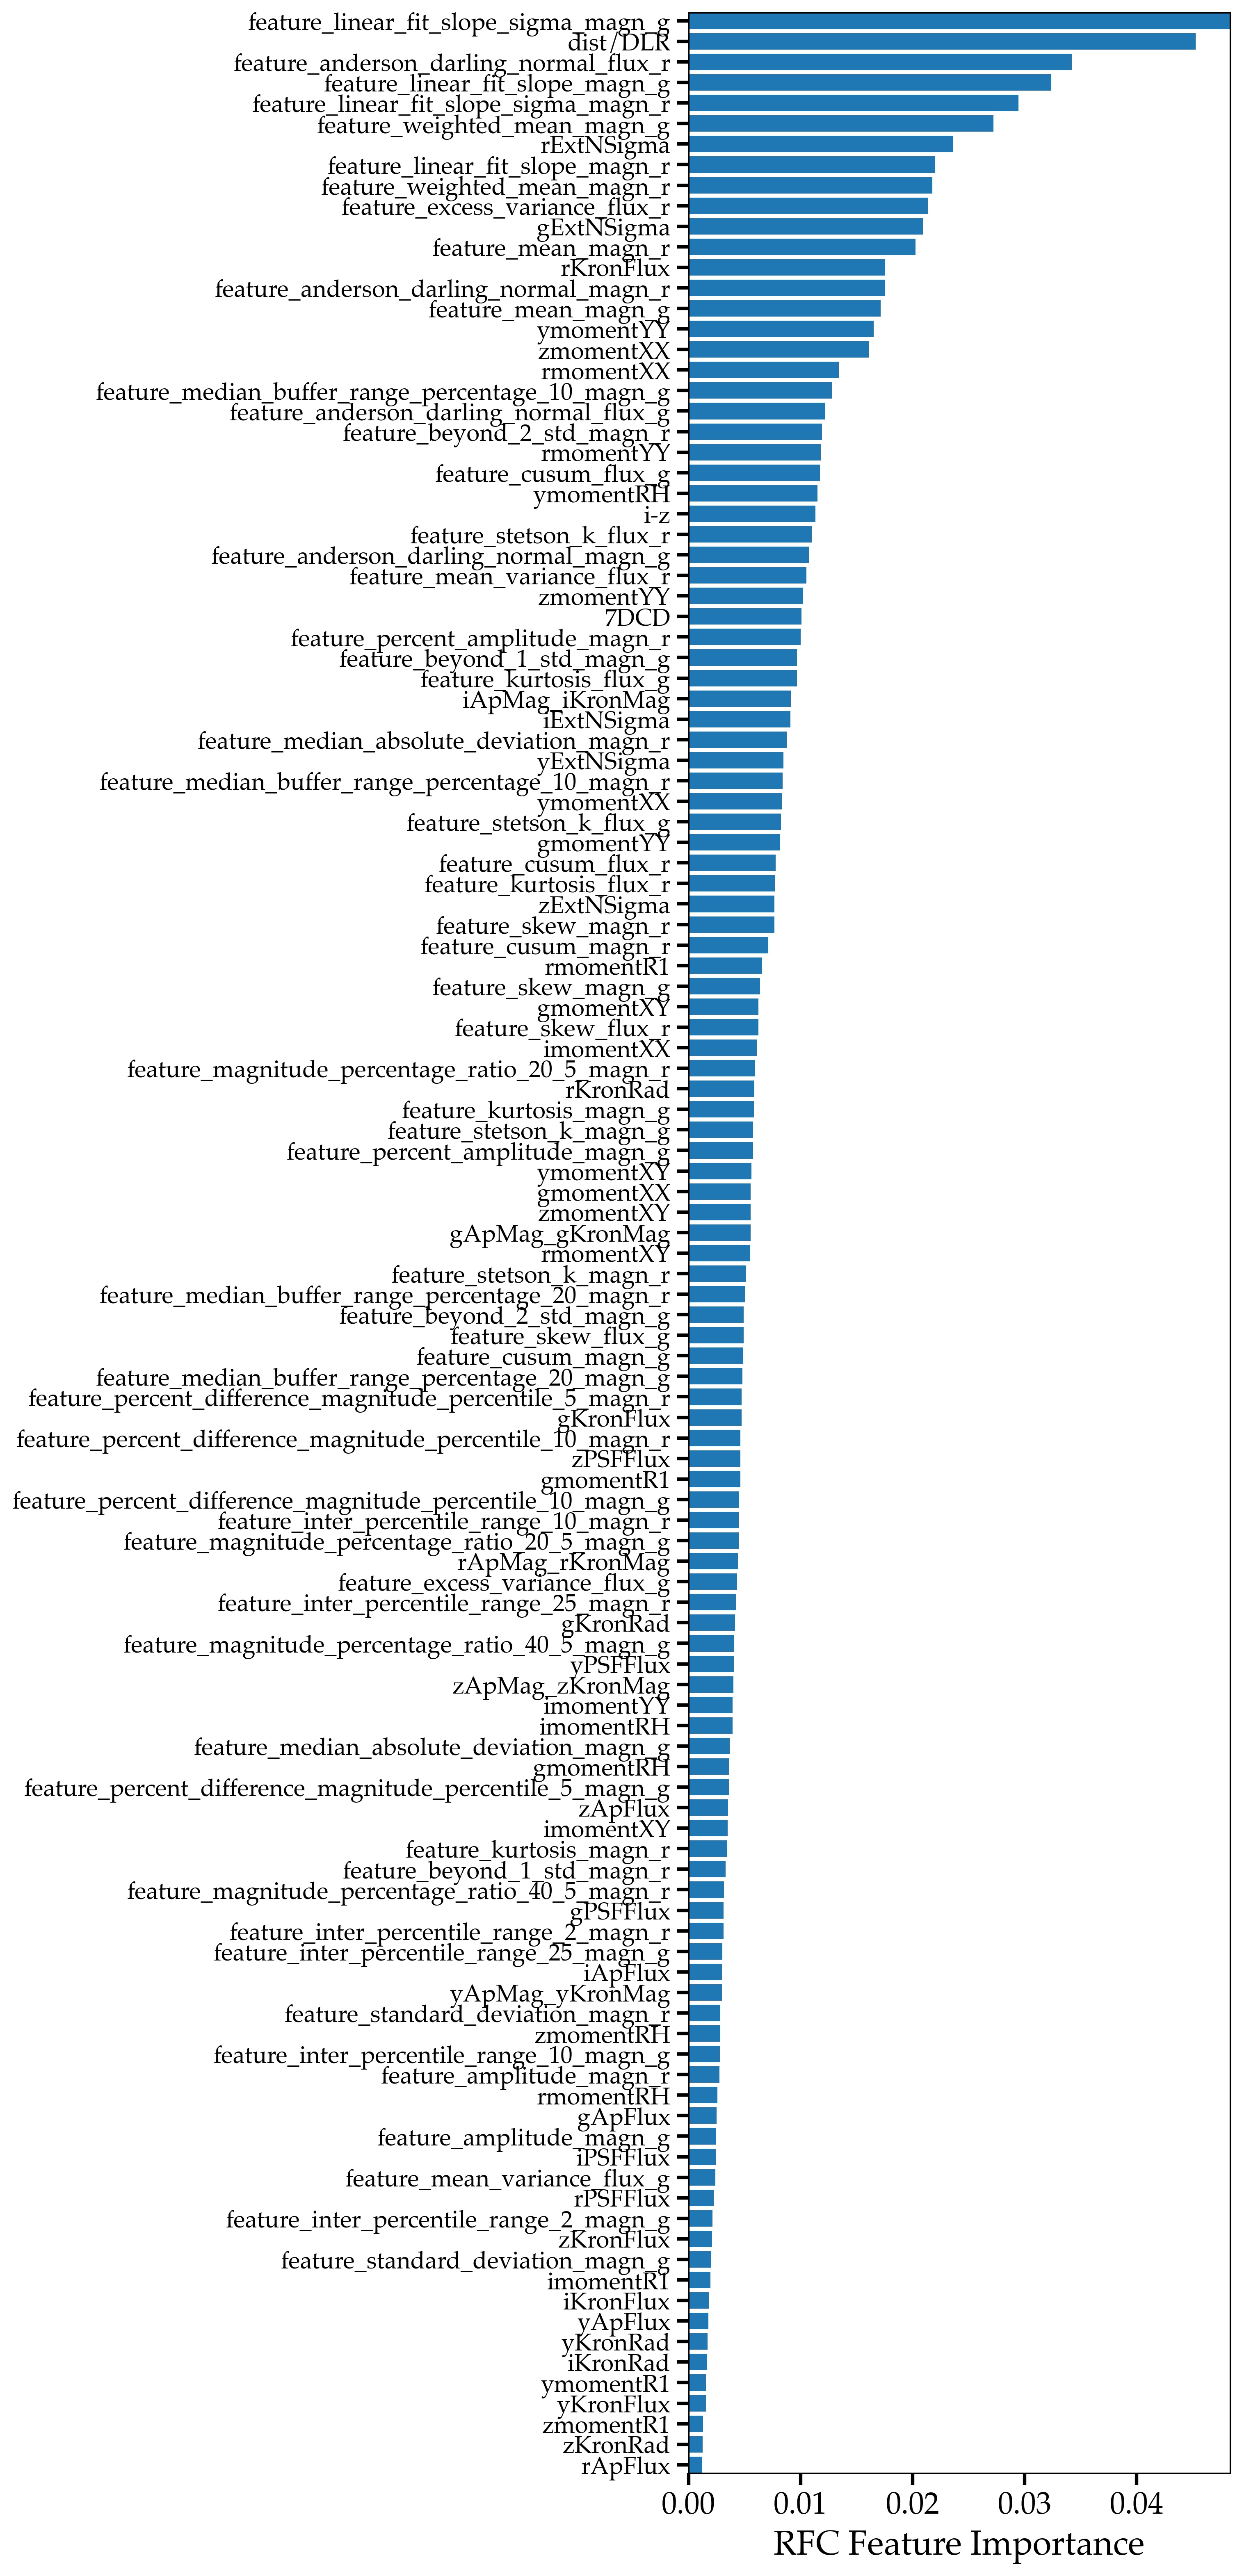 feature_linear_fit_slope_sigma_magn_g
dist/DLR
feature_anderson_darling_normal_flux_r
feature_linear_fit_slope_magn_g
feature_linear_fit_slope_sigma_magn_r
feature_weighted_mean_magn_g
rExtNSigma
feature_linear_fit_slope_magn_r
feature_weighted_mean_magn_r
feature_excess_variance_flux_r
gExtNSigma
feature_mean_magn_r
rKronFlux
feature_anderson_darling_normal_magn_r
feature_mean_magn_g
ymomentYY
zmomentXX
rmomentXX
feature_median_buffer_range_percentage_10_magn_g
feature_anderson_darling_normal_flux_g
feature_beyond_2_std_magn_r
rmomentYY
feature_cusum_flux_g
ymomentRH
i-z
feature_stetson_k_flux_r
feature_anderson_darling_normal_magn_g
feature_mean_variance_flux_r
zmomentYY
7DCD
feature_percent_amplitude_magn_r
feature_beyond_1_std_magn_g
feature_kurtosis_flux_g
iApMag_iKronMag
iExtNSigma
feature_median_absolute_deviation_magn_r
yExtNSigma
feature_median_buffer_range_percentage_10_magn_r
ymomentXX
feature_stetson_k_flux_g
gmomentYY
feature_cusum_flux_r
feature_kurtosis_flux_r
zExtNSigma
feature_skew_magn_r
feature_cusum_magn_r
rmomentR1
feature_skew_magn_g
gmomentXY
feature_skew_flux_r
imomentXX
feature_magnitude_percentage_ratio_20_5_magn_r
rKronRad
feature_kurtosis_magn_g
feature_stetson_k_magn_g
feature_percent_amplitude_magn_g
ymomentXY
gmomentXX
zmomentXY
gApMag_gKronMag
rmomentXY
feature_stetson_k_magn_r
feature_median_buffer_range_percentage_20_magn_r
feature_beyond_2_std_magn_g
feature_skew_flux_g
feature_cusum_magn_g
feature_median_buffer_range_percentage_20_magn_g
feature_percent_difference_magnitude_percentile_5_magn_r
gKronFlux
feature_percent_difference_magnitude_percentile_10_magn_r
zPSFFlux
gmomentR1
feature_percent_difference_magnitude_percentile_10_magn_g
feature_inter_percentile_range_10_magn_r
feature_magnitude_percentage_ratio_20_5_magn_g
rApMag_rKronMag
feature_excess_variance_flux_g
feature_inter_percentile_range_25_magn_r
gKronRad
feature_magnitude_percentage_ratio_40_5_magn_g
yPSFFlux
zApMag_zKronMag
imomentYY
imomentRH
feature_median_absolute_deviation_magn_g
gmomentRH
feature_percent_difference_magnitude_percentile_5_magn_g
zApFlux
imomentXY
feature_kurtosis_magn_r
feature_beyond_1_std_magn_r
feature_magnitude_percentage_ratio_40_5_magn_r
gPSFFlux
feature_inter_percentile_range_2_magn_r
feature_inter_percentile_range_25_magn_g
iApFlux
yApMag_yKronMag
feature_standard_deviation_magn_r
zmomentRH
feature_inter_percentile_range_10_magn_g
feature_amplitude_magn_r
rmomentRH
gApFlux
feature_amplitude_magn_g
iPSFFlux
feature_mean_variance_flux_g
rPSFFlux
feature_inter_percentile_range_2_magn_g
zKronFlux
feature_standard_deviation_magn_g
imomentR1
iKronFlux
yApFlux
yKronRad
iKronRad
ymomentR1
yKronFlux
zmomentR1
zKronRad
rApFlux
0.00 0.01 0.02 0.03 0.04
RFC Feature Importance